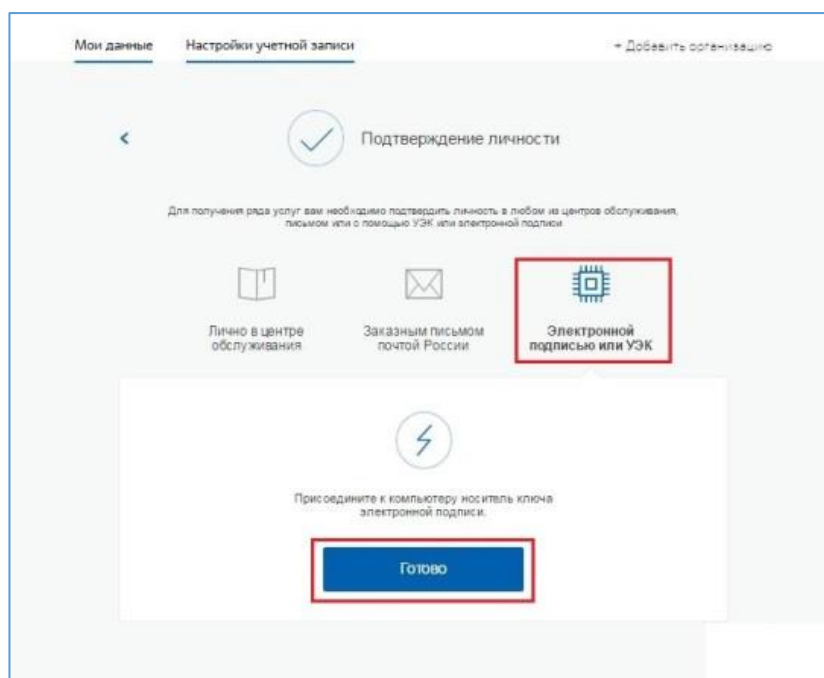 Мои данные Настройки учетной записи + Добавить организацию
Подтверждение личности
Для получения ряда услуг вам необходимо подтвердить личность в любом из центров обслуживания,
письмом или с помощью УЭК или электронной подписи
Лично в центре
обслуживания
Заказным письмом
почтой России
Электронной
подписью или УЭК
Присоедините к компьютеру носитель ключа
электронной подписи.
Готово